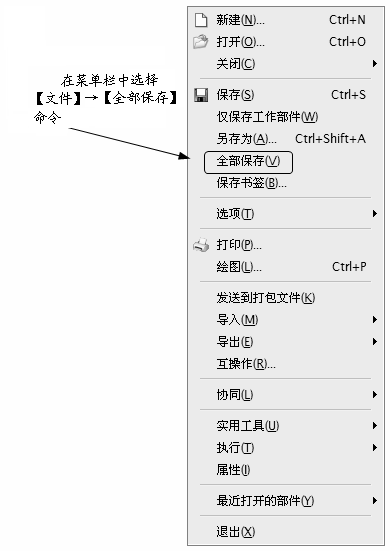 在菜单栏中选择
【文件】→【全部保存】
命令
新建(N)... Ctrl+N
打开(O)... Ctrl+O
关闭(C)
保存(S) Ctrl+S
仅保存工作部件(W)
另存为(A)... Ctrl+Shift+A
全部保存(V)
保存书签(B)...
选项(T)
打印(P)...
绘图(L)... Ctrl+P
发送到打包文件(K)
导入(M)
导出(E)
互操作(R)...
协同(L)
实用工具(U)
执行(T)
属性(I)
最近打开的部件(Y)
退出(X)